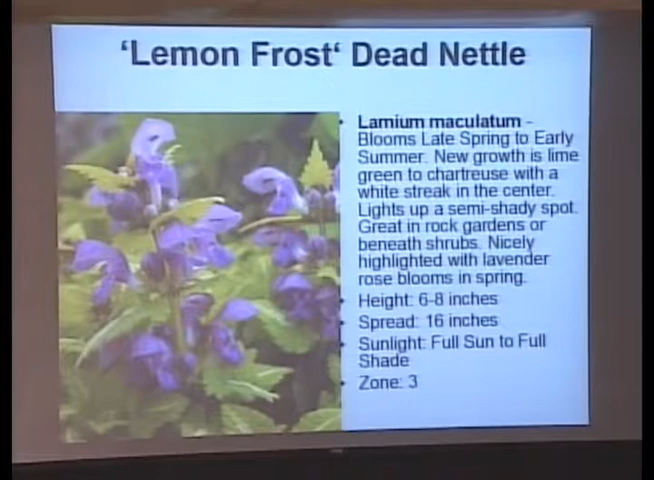 ‘Lemon Frost‘ Dead Nettle
• Lamium maculatum -
Blooms Late Spring to Early
Summer. New growth is lime
green to chartreuse with a
white streak in the center.
Lights up a semi-shady spot.
Great in rock gardens or
beneath shrubs. Nicely
highlighted with lavender
rose blooms in spring.
• Height: 6-8 inches
• Spread: 16 inches
• Sunlight: Full Sun to Full
Shade
• Zone: 3